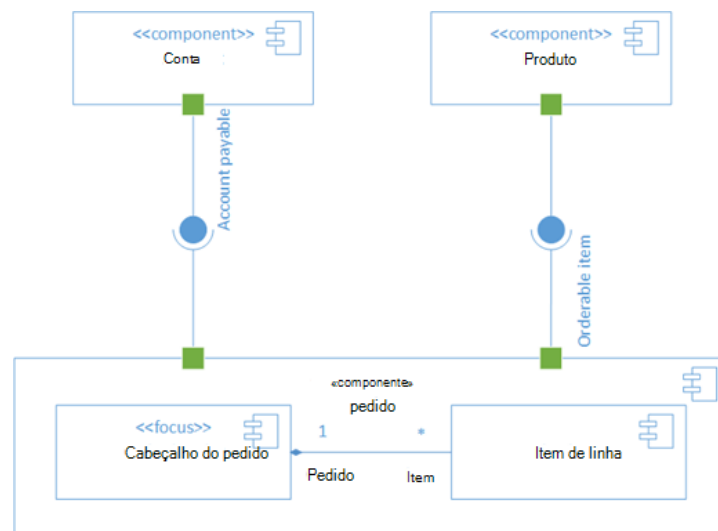 <<component>>
Conta
<<component>>
Produto
Account payable
Orderable item
«componente»
pedido
<<focus>>
Cabeçalho do pedido
1
*
Pedido
Item
Item de linha